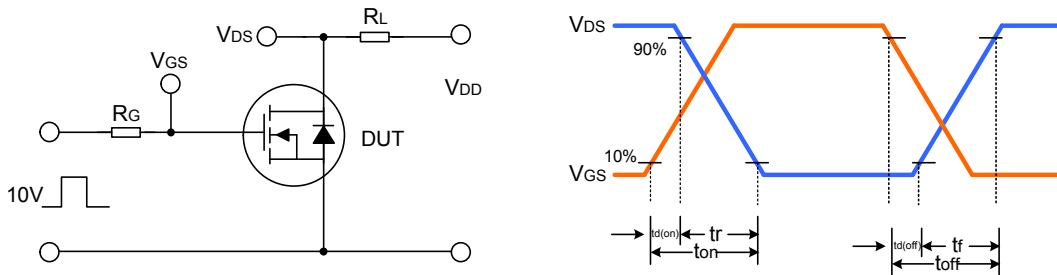 VDS
RL
VGS
VDD
RG
DUT
10V
VDS
90%
10%
VGS
td(on)
tr
ton
td(off)
tf
toff